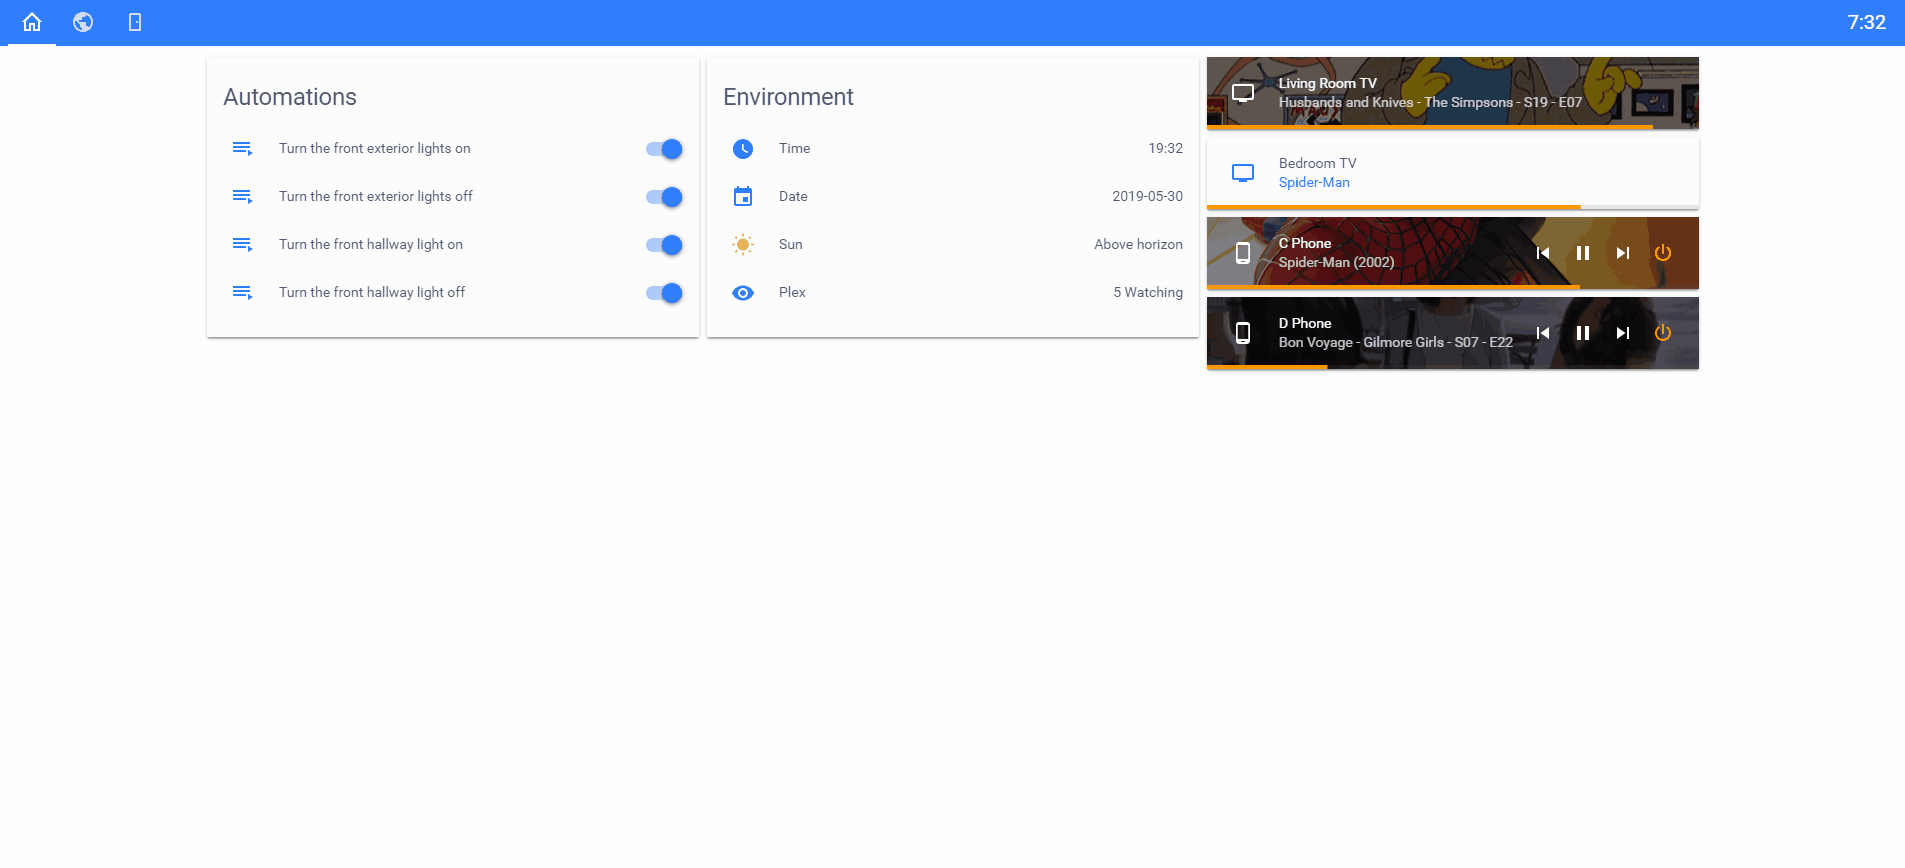 7:32
Automations
Turn the front exterior lights on
Turn the front exterior lights off
Turn the front hallway light on
Turn the front hallway light off
Environment
Time 19:32
Date 2019-05-30
Sun Above horizon
Plex 5 Watching
Living Room TV
Husbands and Knives - The Simpsons - S19 - E07
Bedroom TV
Spider-Man
C Phone
Spider-Man (2002)
D Phone
Bon Voyage - Gilmore Girls - S07 - E22